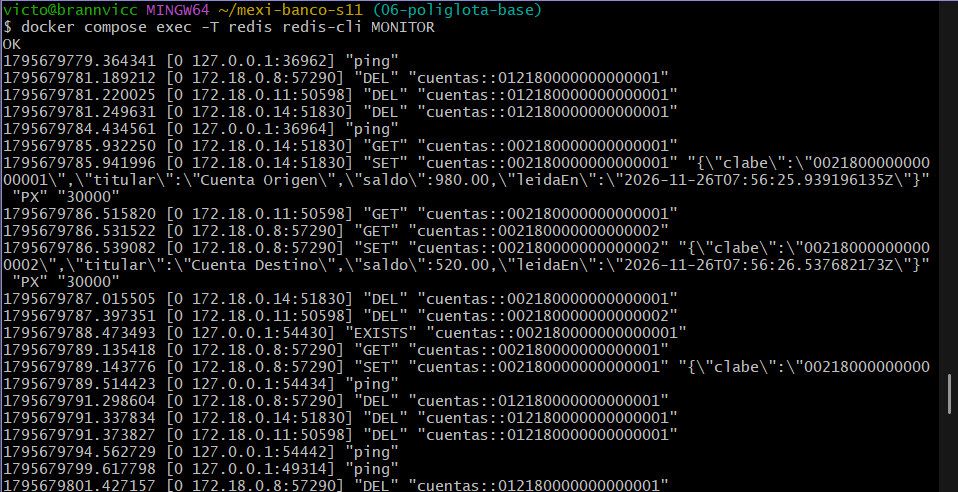 victo@brannvicc MINGW64 ~/mexi-banco-s11 (06-poliglota-base)
$ docker compose exec -T redis redis-cli MONITOR
OK
1795679779.364341 [0 127.0.0.1:36962] "ping"
1795679781.189212 [0 172.18.0.8:57290] "DEL" "cuentas::012180000000000001"
1795679781.220025 [0 172.18.0.11:50598] "DEL" "cuentas::012180000000000001"
1795679781.249631 [0 172.18.0.14:51830] "DEL" "cuentas::012180000000000001"
1795679784.434561 [0 127.0.0.1:36964] "ping"
1795679785.932250 [0 172.18.0.14:51830] "GET" "cuentas::002180000000000001"
1795679785.941996 [0 172.18.0.14:51830] "SET" "cuentas::002180000000000001" "{\"clabe\":\"0021800000000
00001\",\"titular\":\"Cuenta Origen\",\"saldo\":980.00,\"leidaEn\":\"2026-11-26T07:56:25.939196135Z\"}"
"PX" "30000"
1795679786.515820 [0 172.18.0.11:50598] "GET" "cuentas::002180000000000001"
1795679786.531522 [0 172.18.0.8:57290] "GET" "cuentas::002180000000000002"
1795679786.539082 [0 172.18.0.8:57290] "SET" "cuentas::002180000000000002" "{\"clabe\":\"00218000000000
0002\",\"titular\":\"Cuenta Destino\",\"saldo\":520.00,\"leidaEn\":\"2026-11-26T07:56:26.537682173Z\"}"
"PX" "30000"
1795679787.015505 [0 172.18.0.14:51830] "DEL" "cuentas::002180000000000001"
1795679787.397351 [0 172.18.0.11:50598] "DEL" "cuentas::002180000000000002"
1795679788.473493 [0 127.0.0.1:54430] "EXISTS" "cuentas::002180000000000001"
1795679789.135418 [0 172.18.0.8:57290] "GET" "cuentas::002180000000000001"
1795679789.143776 [0 172.18.0.8:57290] "SET" "cuentas::002180000000000001" "{\"clabe\":\"00218000000000
1795679789.514423 [0 127.0.0.1:54434] "ping"
1795679791.298604 [0 172.18.0.8:57290] "DEL" "cuentas::012180000000000001"
1795679791.337834 [0 172.18.0.14:51830] "DEL" "cuentas::012180000000000001"
1795679791.373827 [0 172.18.0.11:50598] "DEL" "cuentas::012180000000000001"
1795679794.562729 [0 127.0.0.1:54442] "ping"
1795679799.617798 [0 127.0.0.1:49314] "ping"
1795679801.427157 [0 172.18.0.8:57290] "DEL" "cuentas::012180000000000001"